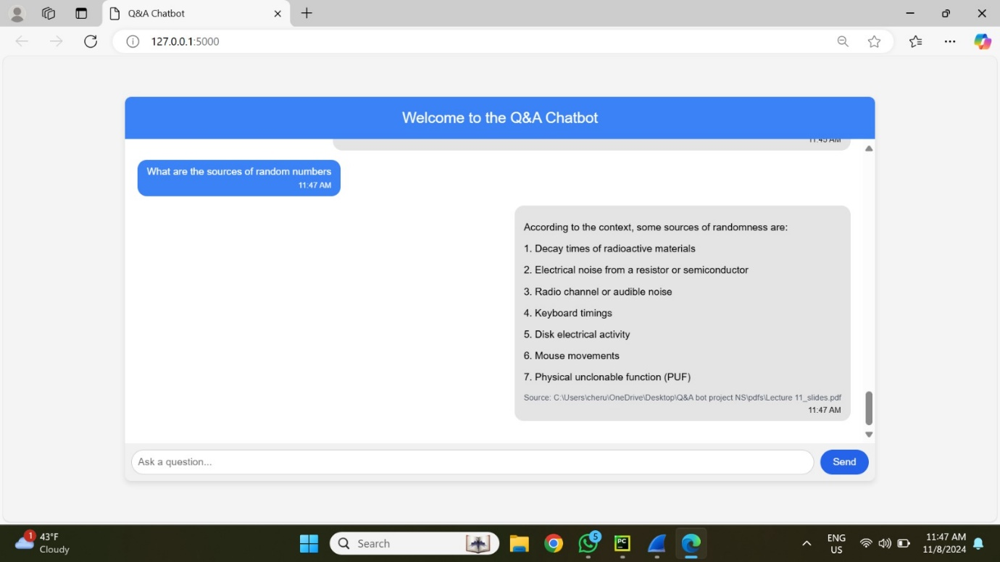 Q&A Chatbot
127.0.0.1:5000
Welcome to the Q&A Chatbot
11:45 AM
What are the sources of random numbers
11:47 AM
According to the context, some sources of randomness are:
1. Decay times of radioactive materials
2. Electrical noise from a resistor or semiconductor
3. Radio channel or audible noise
4. Keyboard timings
5. Disk electrical activity
6. Mouse movements
7. Physical unclonable function (PUF)
Source: C:\Users\cheru\OneDrive\Desktop\Q&A bot project NS\pdfs\Lecture 11_slides.pdf
11:47 AM
Ask a question...
Send
1
43°F
Cloudy
Search
5
PC
ENG
US
11:47 AM
11/8/2024